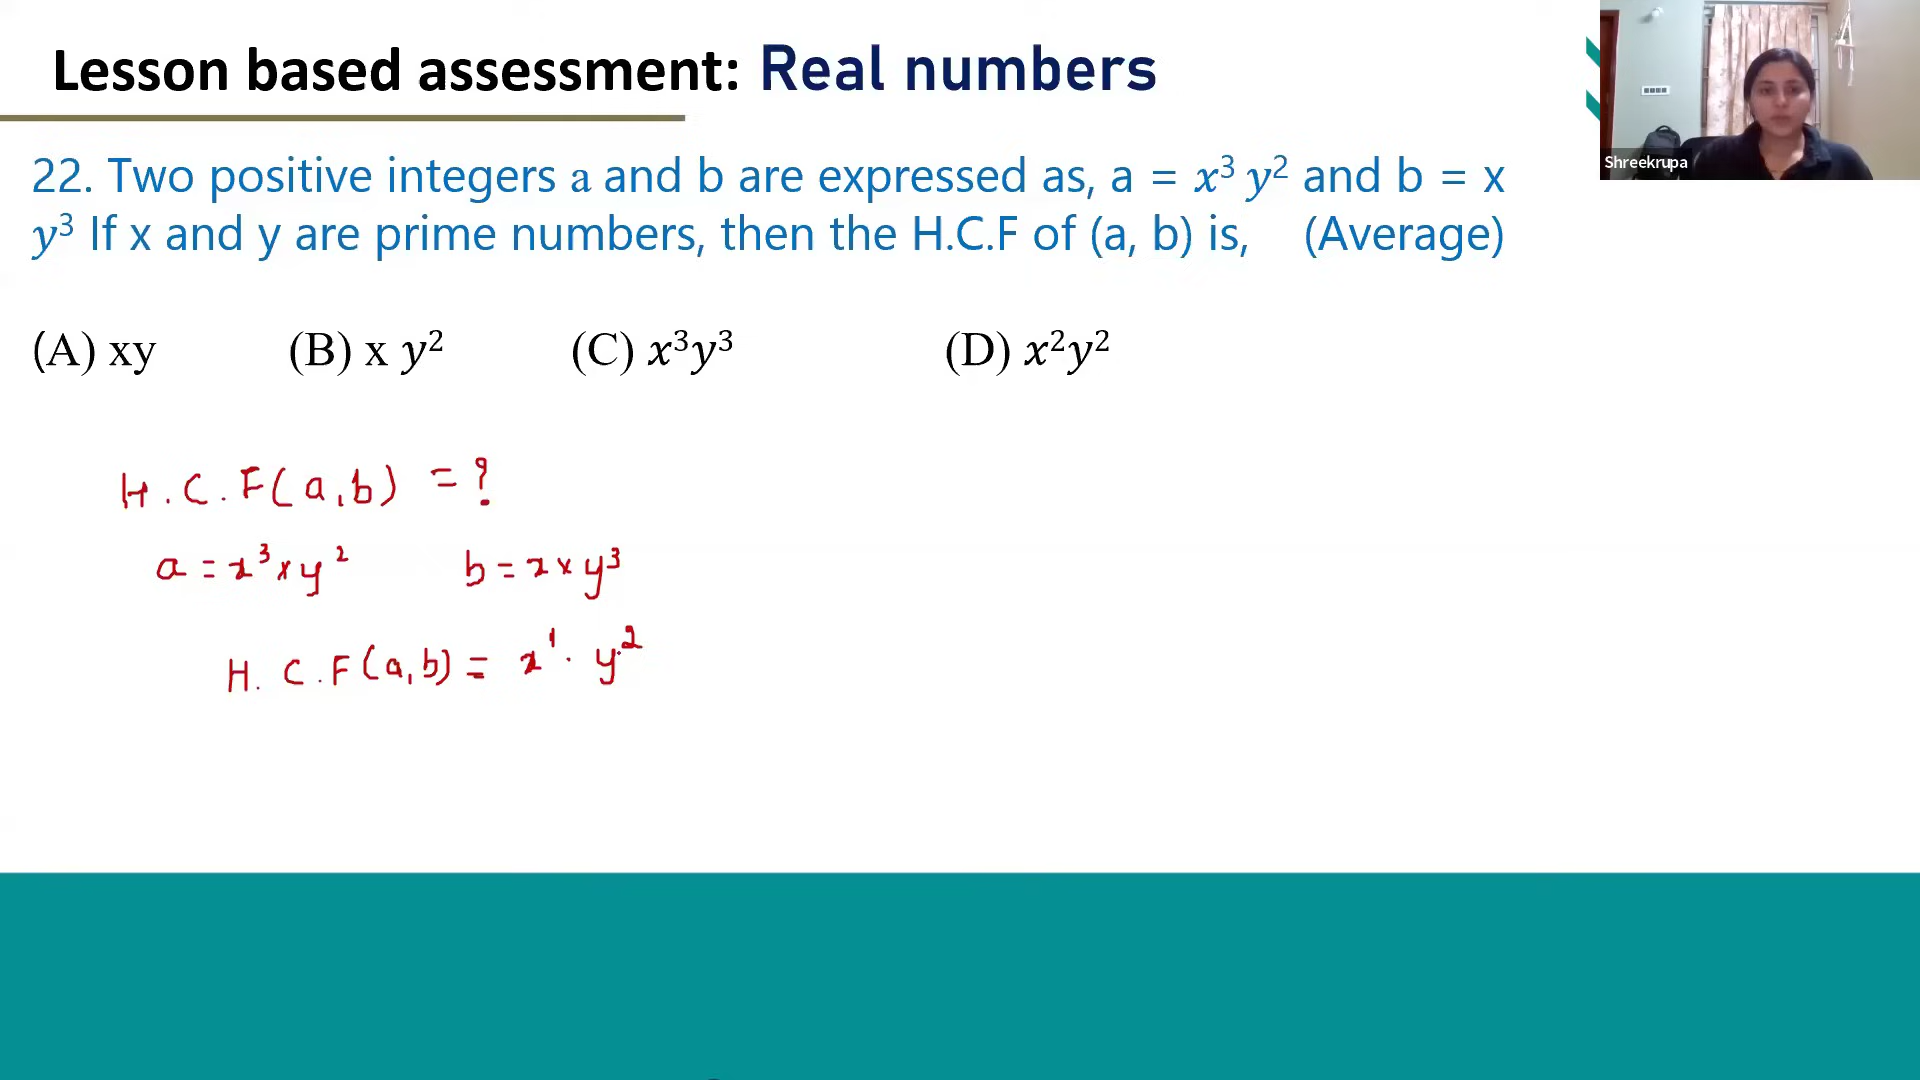 Lesson based assessment: Real numbers
Shreekrupa
22. Two positive integers a and b are expressed as, a = x³ y² and b = x
y³ If x and y are prime numbers, then the H.C.F of (a, b) is, (Average)
(A) xy (B) x y² (C) x³y³ (D) x²y²
H.C.F(a,b) = ?
a = x³ × y² b = x × y³
H.C.F(a,b) = x¹ · y²